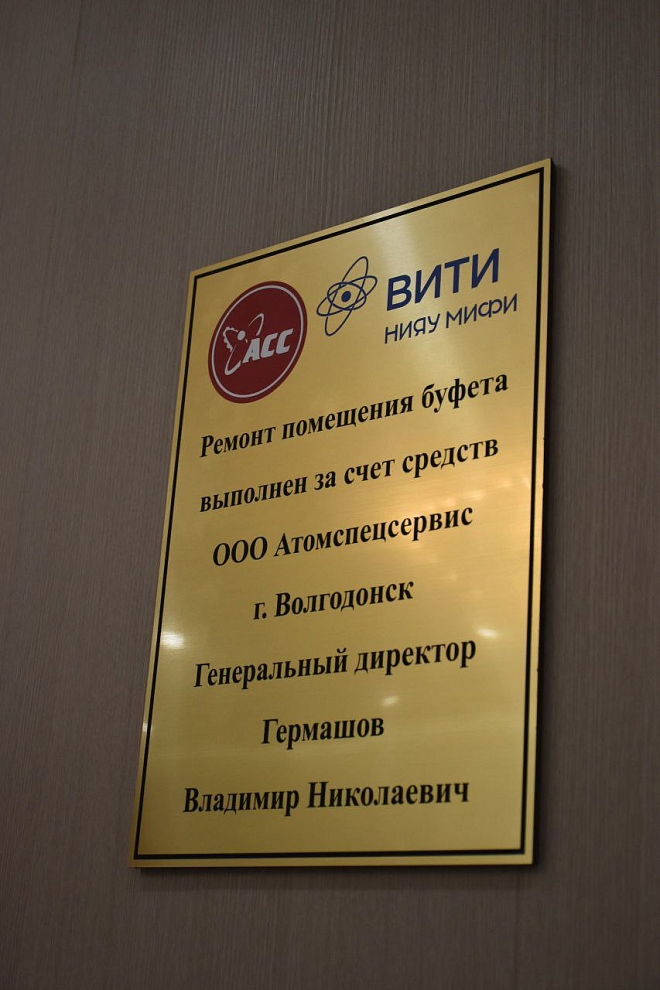 АСС
ВИТИ
НИЯУ МИФИ
Ремонт помещения буфета
выполнен за счет средств
ООО Атомспецсервис
г. Волгодонск
Генеральный директор
Гермашов
Владимир Николаевич